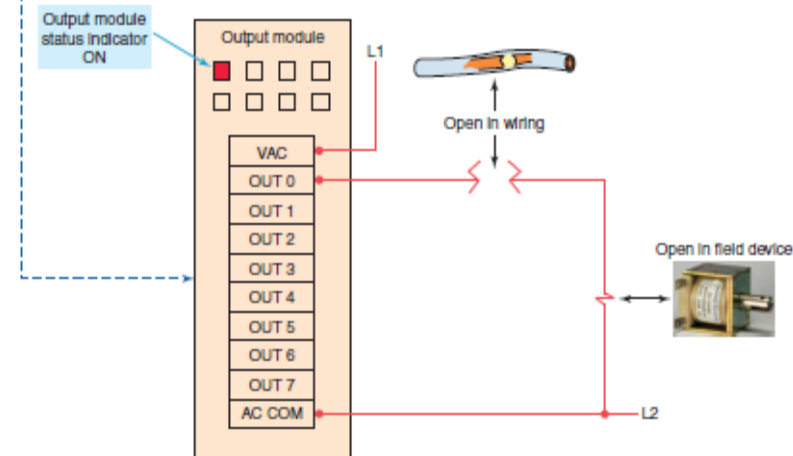 Output module
status indicator
ON
Output module
L1
Open in wiring
VAC
OUT 0
OUT 1
OUT 2
OUT 3
OUT 4
OUT 5
OUT 6
OUT 7
AC COM
Open in field device
L2